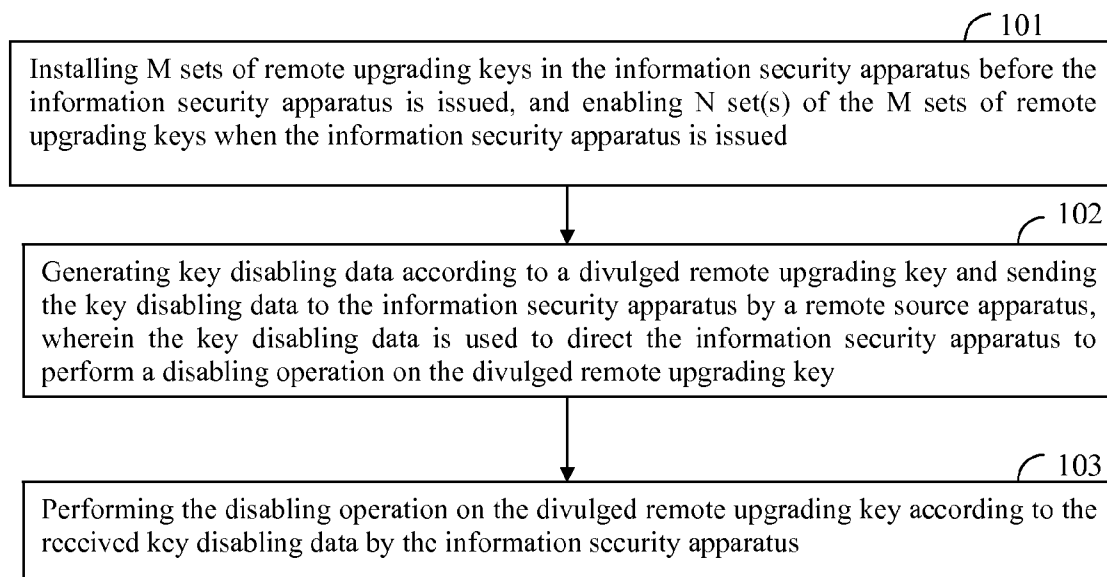 101
Installing M sets of remote upgrading keys in the information security apparatus before the
information security apparatus is issued, and enabling N set(s) of the M sets of remote
upgrading keys when the information security apparatus is issued
102
Generating key disabling data according to a divulged remote upgrading key and sending
the key disabling data to the information security apparatus by a remote source apparatus,
wherein the key disabling data is used to direct the information security apparatus to
perform a disabling operation on the divulged remote upgrading key
103
Performing the disabling operation on the divulged remote upgrading key according to the
received key disabling data by the information security apparatus